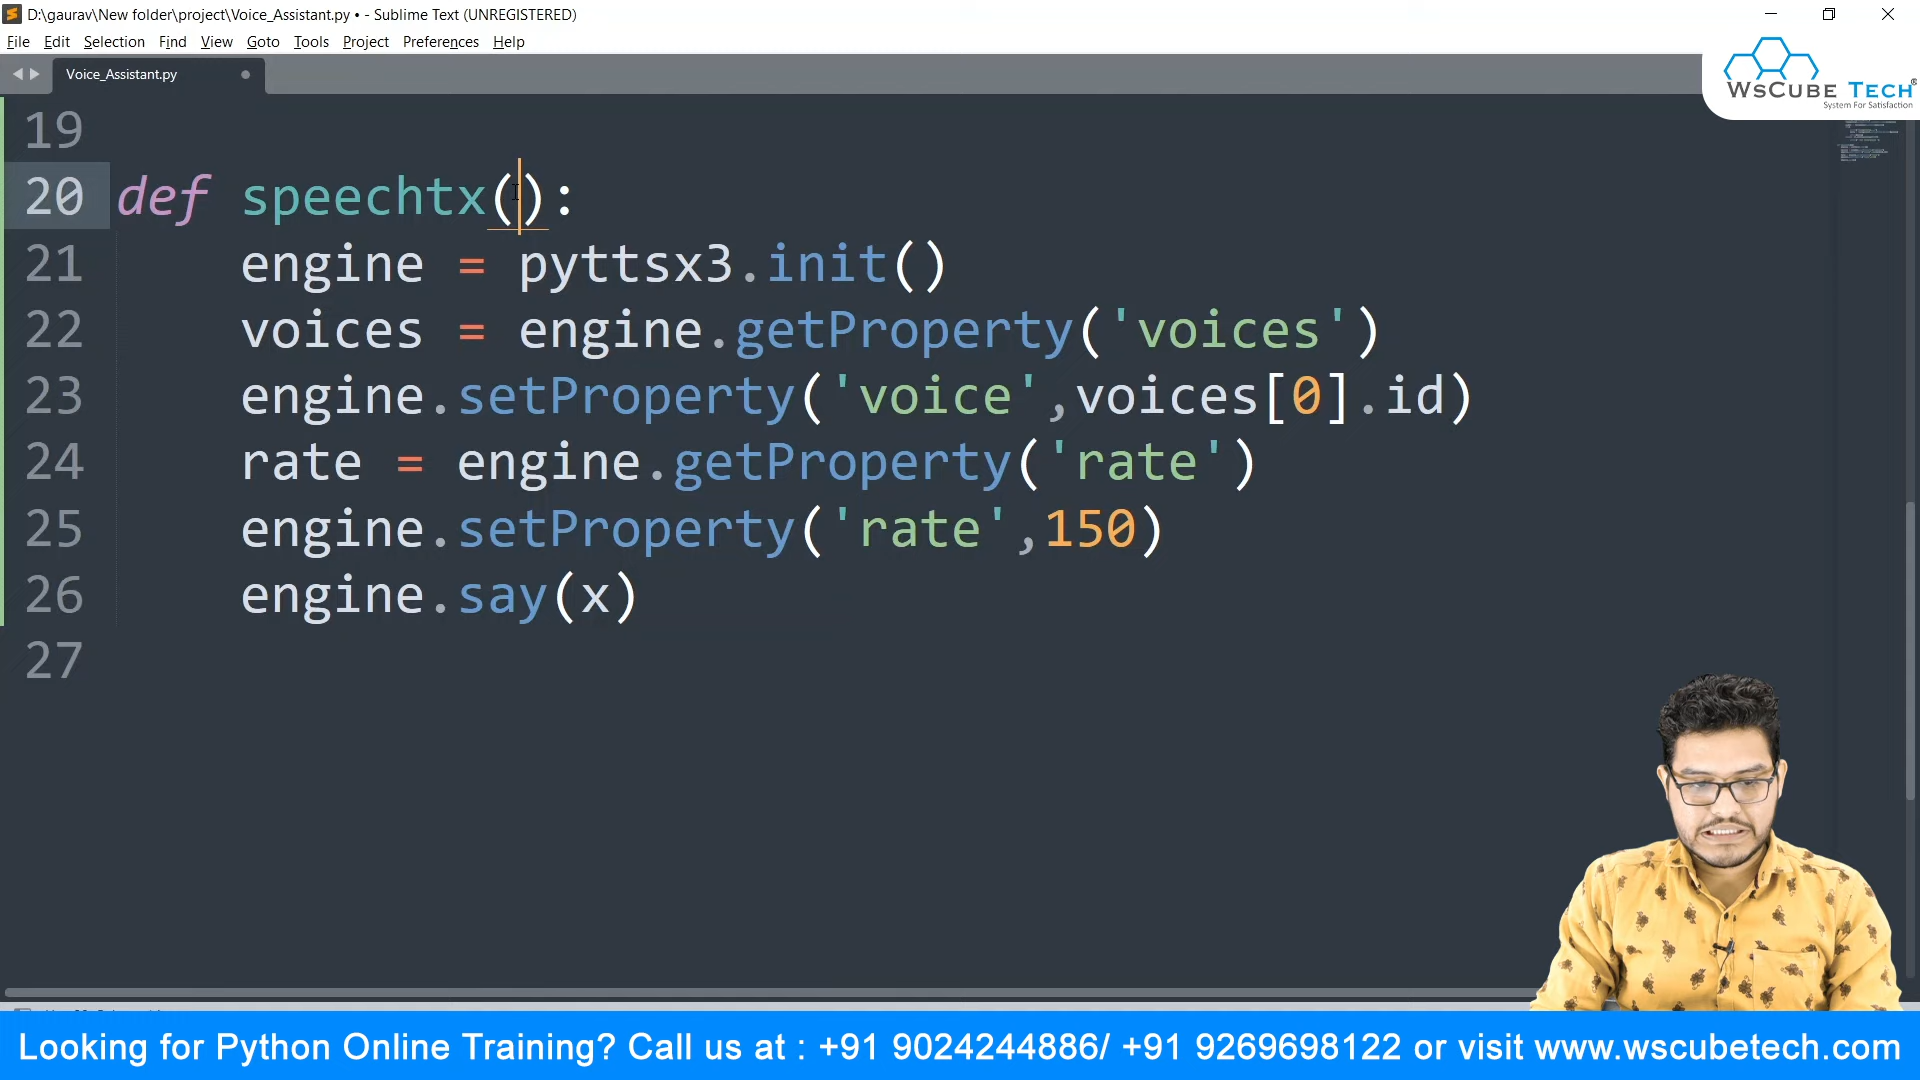 D:\gaurav\New folder\project\Voice_Assistant.py • - Sublime Text (UNREGISTERED)
File Edit Selection Find View Goto Tools Project Preferences Help
Voice_Assistant.py
WsCube Tech®
System For Satisfaction
19
20 def speechtx():
21 engine = pyttsx3.init()
22 voices = engine.getProperty('voices')
23 engine.setProperty('voice',voices[0].id)
24 rate = engine.getProperty('rate')
25 engine.setProperty('rate',150)
26 engine.say(x)
27
Looking for Python Online Training? Call us at : +91 9024244886/ +91 9269698122 or visit www.wscubetech.com